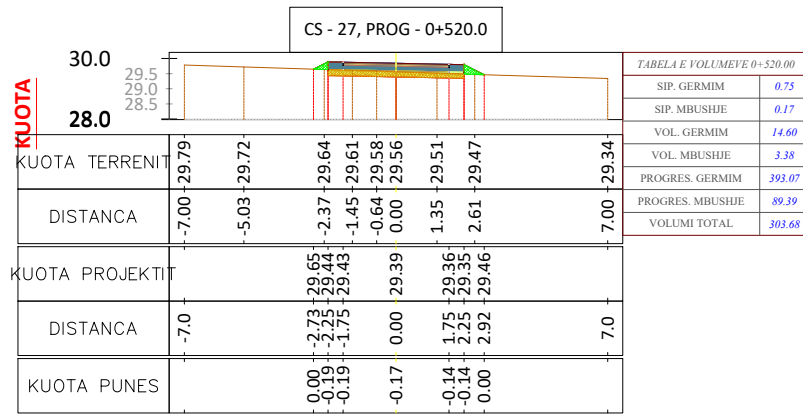 CS - 27, PROG - 0+520.0
KUOTA
30.0
29.5
29.0
28.5
28.0
KUOTA TERRENIT 29.79 29.72 29.64 29.61 29.58 29.56 29.51 29.47 29.34
DISTANCA -7.00 -5.03 -2.37 -1.45 -0.64 0.00 1.35 2.61 7.00
KUOTA PROJEKTIT 29.65 29.44 29.43 29.39 29.36 29.35 29.46
DISTANCA -7.0 -2.73 -2.25 -1.75 0.00 1.75 2.25 2.92 7.0
KUOTA PUNES 0.00 -0.19 -0.19 -0.17 -0.14 -0.14 0.00
TABELA E VOLUMEVE 0+520.00
SIP. GERMIM 0.75
SIP. MBUSHJE 0.17
VOL. GERMIM 14.60
VOL. MBUSHJE 3.38
PROGRES. GERMIM 393.07
PROGRES. MBUSHJE 89.39
VOLUMI TOTAL 303.68